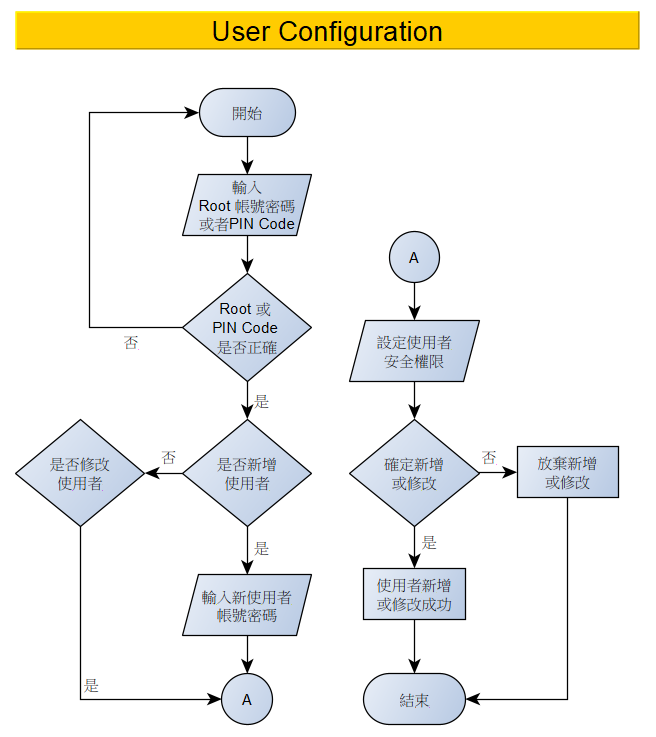 User Configuration
開始
輸入
Root 帳號密碼
或者PIN Code
Root 或
PIN Code
是否正確
否
是
是否修改
使用者
否
是否新增
使用者
是
輸入新使用者
帳號密碼
是
A
A
設定使用者
安全權限
確定新增
或修改
否
放棄新增
或修改
是
使用者新增
或修改成功
結束